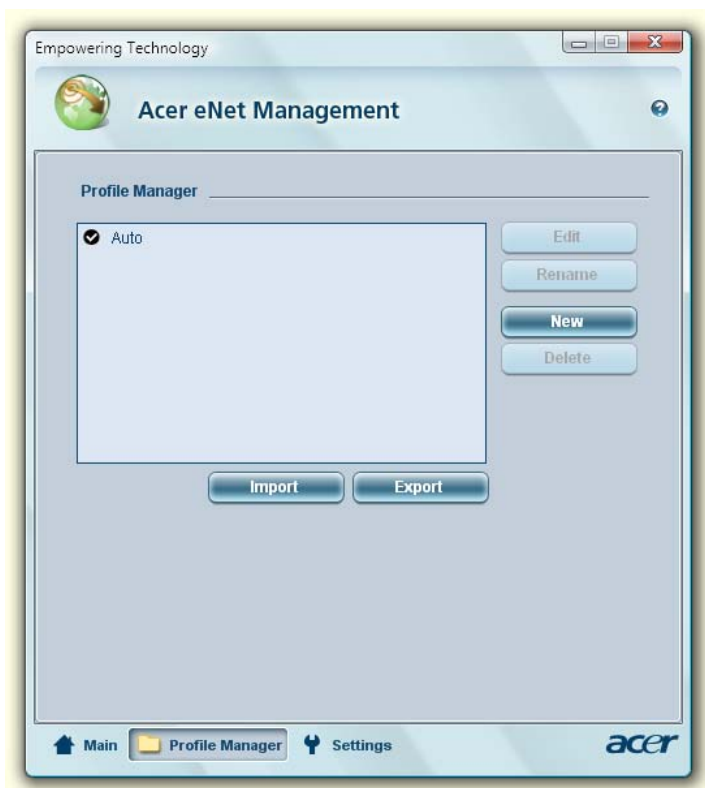 Empowering Technology
Acer eNet Management
Profile Manager
Auto
Edit
Rename
New
Delete
Import Export
Main Profile Manager Settings
acer